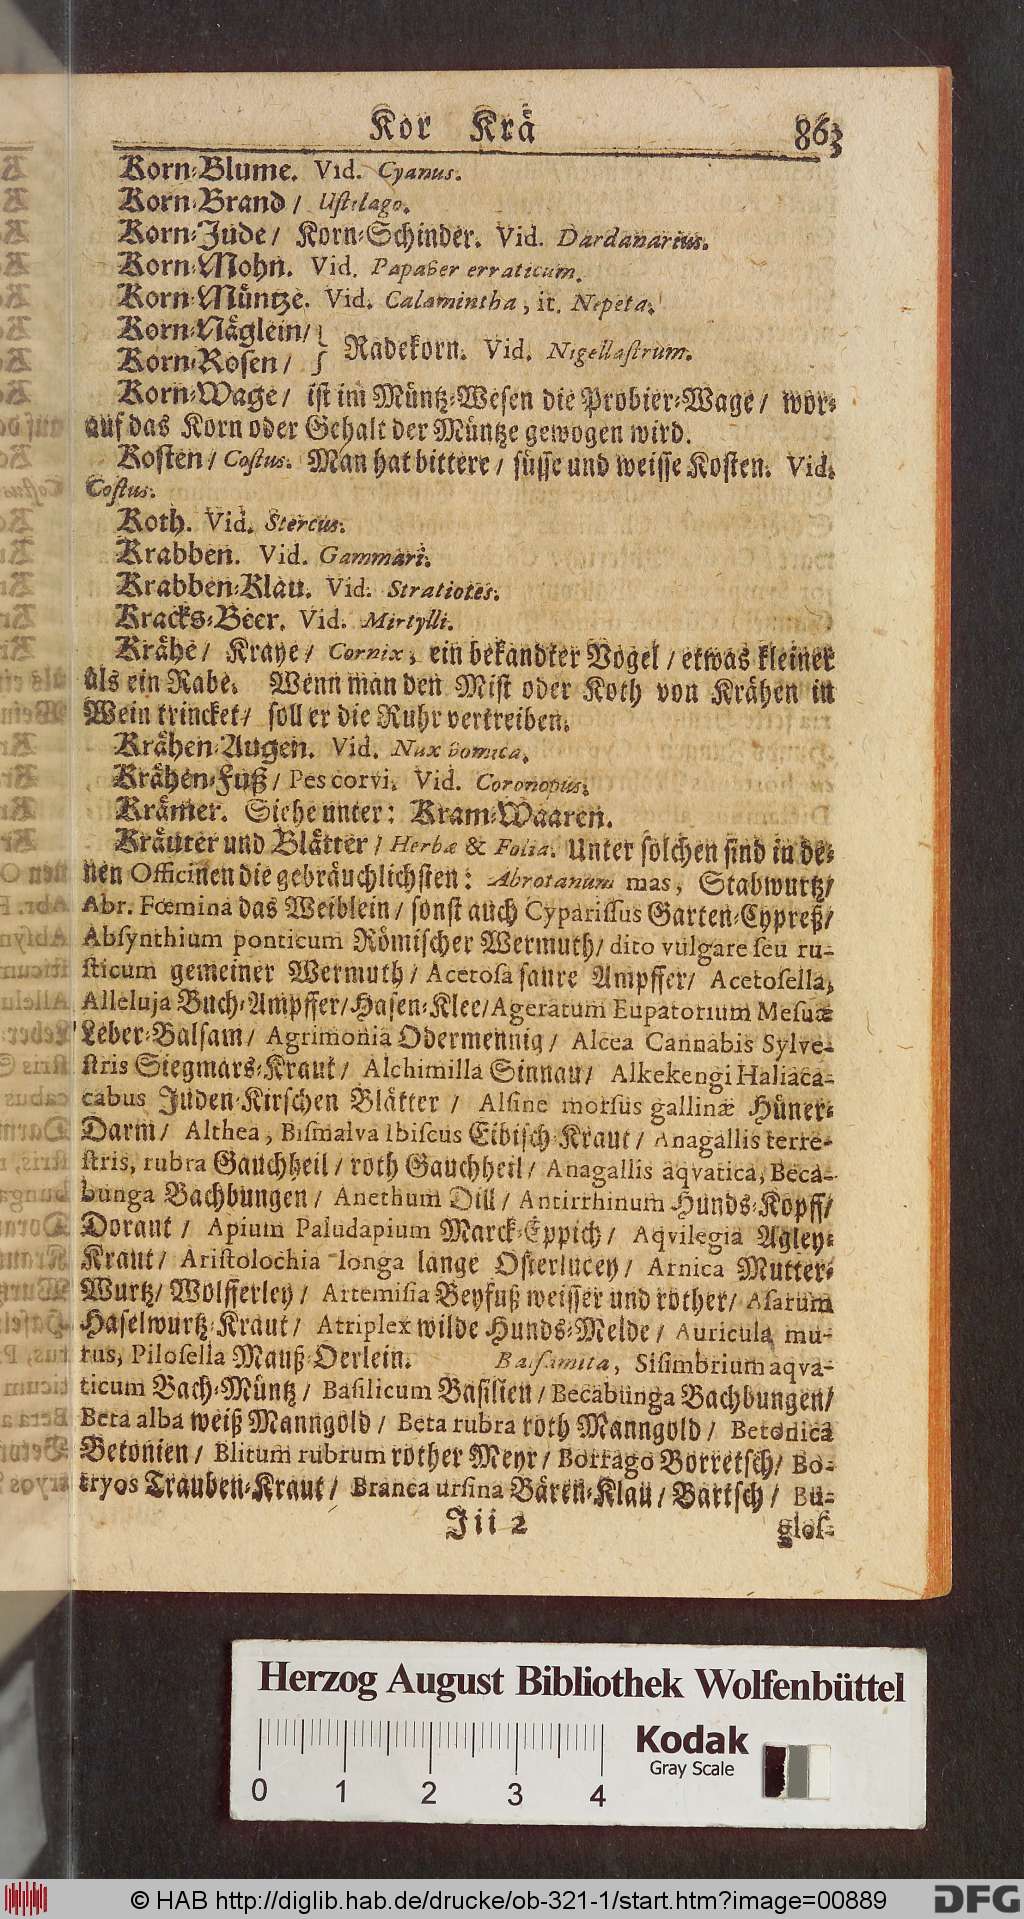 Kor Krä 863
Korn-Blume. Vid. Cyanus.
Korn-Brand / Ustilago.
Korn-Jude / Korn-Schinder. Vid. Dardanarius.
Korn-Mohn. Vid. Papaver erraticum.
Korn-Müntze. Vid. Calamintha, it. Nepeta.
Korn-Näglein /
Korn-Rosen / } Radekorn. Vid. Nigellastrum.
Korn-Wage / ist im Müntz-Wesen die Probier-Wage / wor-
auf das Korn oder Gehalt der Müntze gewogen wird.
Kosten / Costus. Man hat bittere / süsse und weisse Kosten. Vid.
Costus.
Koth. Vid. Stercus.
Krabben. Vid. Gammari.
Krabben-Klau. Vid. Stratiotes.
Kracks-Beer. Vid. Mirtylli.
Krähe / Kraye / Cornix, ein bekandter Vogel / etwas kleiner
als ein Rabe. Wenn man den Mist oder Koth von Krähen in
Wein trincket / soll er die Ruhr vertreiben.
Krähen-Augen. Vid. Nux vomica.
Krähen-Fuß / Pes corvi. Vid. Coronopus.
Krämer. Siehe unter: Kram-Waaren.
Kräuter und Blätter / Herbæ & Folia. Unter solchen sind in de-
nen Officinen die gebräuchlichsten: Abrotanum mas, Stabwurtz /
Abr. Fœmina das Weiblein / sonst auch Cyparissus Garten-Cypreß /
Absynthium ponticum Römischer Wermuth / dito vulgare seu ru-
sticum gemeiner Wermuth / Acetosa saure Ampffer / Acetosella,
Alleluja Buch-Ampffer / Hasen-Klee / Ageratum Eupatorium Mesuæ
Leber-Balsam / Agrimonia Odermennig / Alcea Cannabis Sylve-
stris Siegmars-Kraut / Alchimilla Sinnau / Alkekengi Haliaca-
cabus Juden-Kirschen Blätter / Alsine morsus gallinæ Hüner-
Darm / Althea, Bismalva Ibiscus Eibisch-Kraut / Anagallis terre-
stris, rubra Gauchheil / roth Gauchheil / Anagallis aqvatica, Beca-
bunga Bachbungen / Anethum Dill / Antirrhinum Hunds-Kopff /
Dorant / Apium Paludapium Marck-Eppich / Aqvilegia Agley-
Kraut / Aristolochia longa lange Osterlucey / Arnica Mutter-
Wurtz / Wolfferley / Artemisia Beyfuß weisser und rother / Asarum
Haselwurtz-Kraut / Atriplex wilde Hunds-Melde / Auricula mu-
rus, Pilosella Mauß-Oerlein. Balsamita, Sisimbrium aqva-
ticum Bach-Müntz / Basilicum Basilien / Becabunga Bachbungen /
Beta alba weiß Manngold / Beta rubra roth Manngold / Betonica
Betonien / Blitum rubrum rother Meyr / Borrago Borretsch / Bo-
tryos Trauben-Kraut / Branca ursina Bären-Klau / Bartsch / Bu-
Jii 2 glos-
Herzog August Bibliothek Wolfenbüttel
Kodak
Gray Scale
0 1 2 3 4
© HAB http://diglib.hab.de/drucke/ob-321-1/start.htm?image=00889
DFG